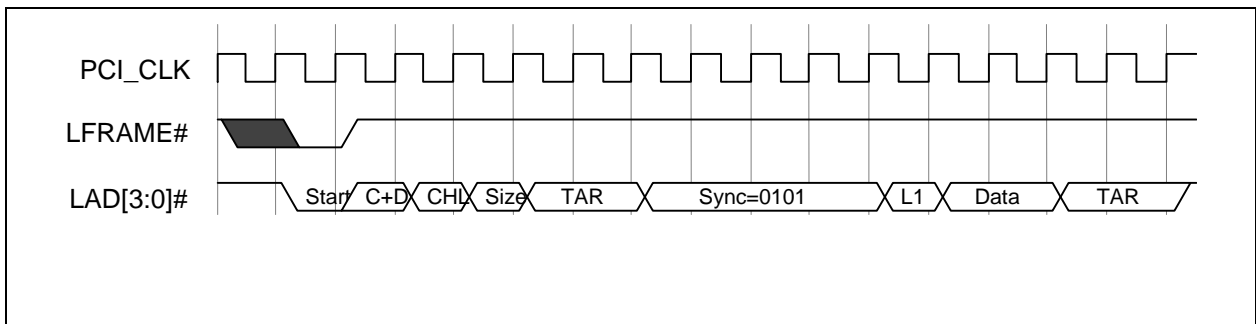 PCI_CLK
LFRAME#
LAD[3:0]# Start C+D CHL Size TAR Sync=0101 L1 Data TAR